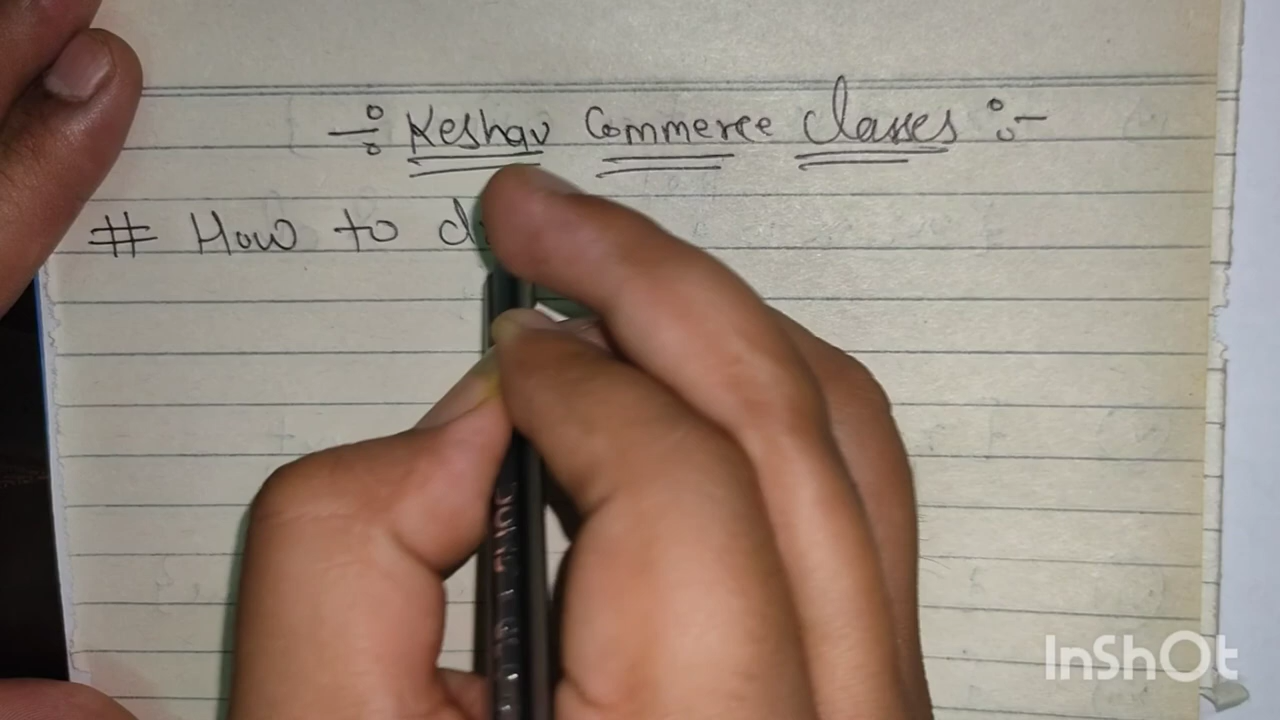 ÷ Keshav Commerce Classes :-
# How to d
InShOt